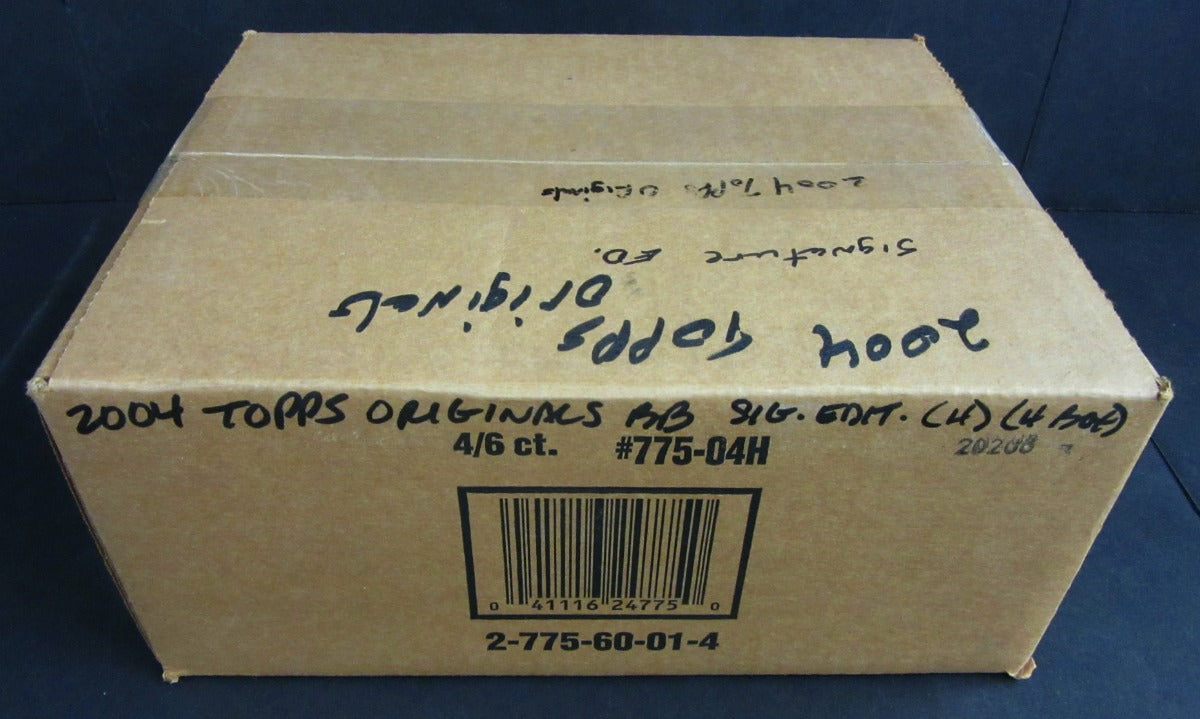 2004 Topps Originals
Signature ED.
2004 TOPPS
Originals
2004 TOPPS ORIGINALS BB SIG. EDIT. (H) (4 BOX)
4/6 ct. #775-04H
20208
0 41116 24775 0
2-775-60-01-4